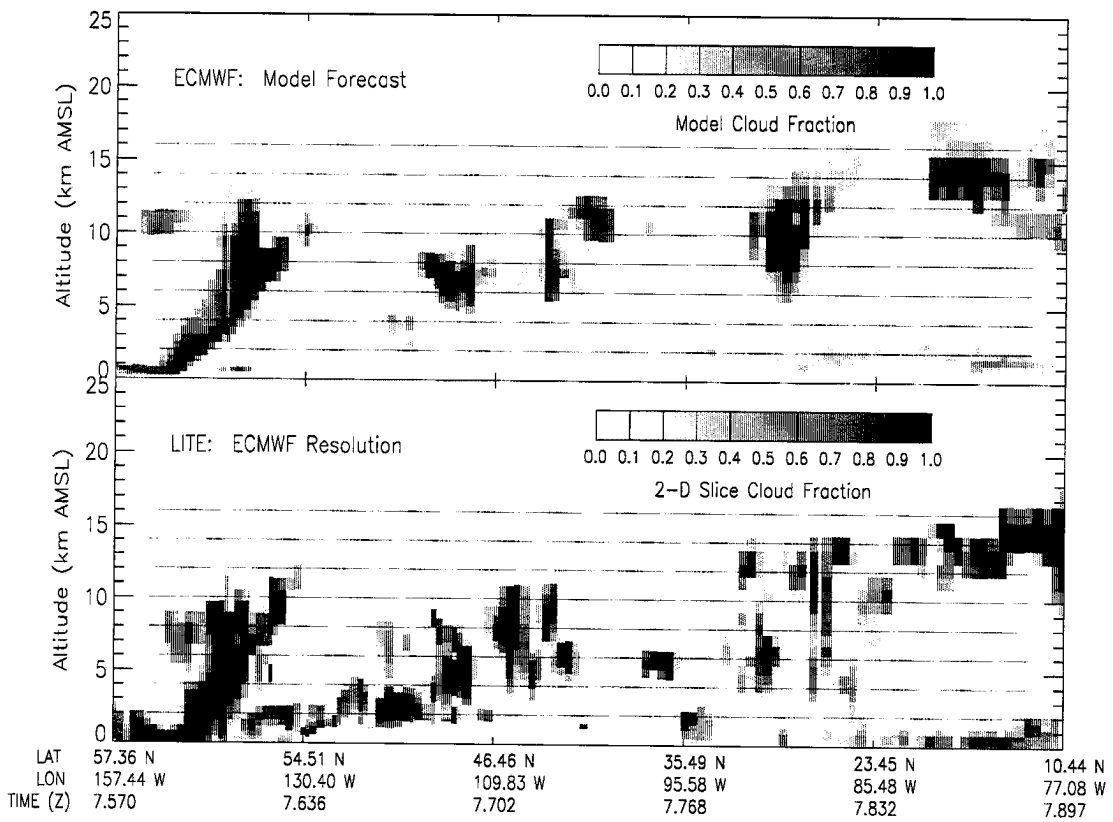 25
20
15
10
5
0
Altitude (km AMSL)
ECMWF: Model Forecast
0.0 0.1 0.2 0.3 0.4 0.5 0.6 0.7 0.8 0.9 1.0
Model Cloud Fraction
25
20
15
10
5
0
Altitude (km AMSL)
LITE: ECMWF Resolution
0.0 0.1 0.2 0.3 0.4 0.5 0.6 0.7 0.8 0.9 1.0
2-D Slice Cloud Fraction
LAT 57.36 N 54.51 N 46.46 N 35.49 N 23.45 N 10.44 N
LON 157.44 W 130.40 W 109.83 W 95.58 W 85.48 W 77.08 W
TIME (Z) 7.570 7.636 7.702 7.768 7.832 7.897